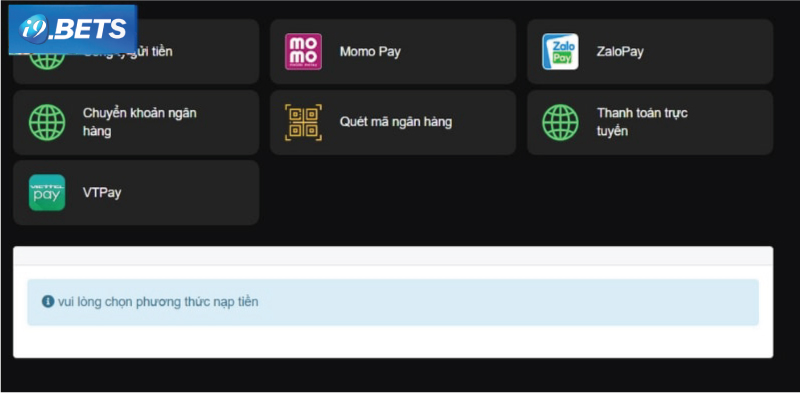 i9.BETS
gửi tiền
mo
mo
Momo Pay
Zalo
Pay
ZaloPay
Chuyển khoản ngân
hàng
Quét mã ngân hàng
Thanh toán trực
tuyến
VIETTEL
pay
VTPay
vui lòng chọn phương thức nạp tiền